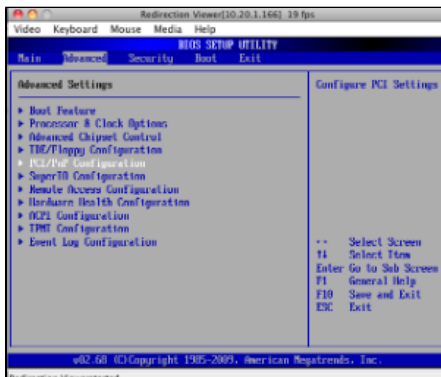 Redirection Viewer[10.20.1.166] 19 fps
Video Keyboard Mouse Media Help
BIOS SETUP UTILITY
Main Advanced Security Boot Exit
Advanced Settings
Configure PCI Settings
Boot Feature
Processor & Clock Options
Advanced Chipset Control
IDE/Floppy Configuration
PCI/PnP Configuration
SuperIO Configuration
Remote Access Configuration
Hardware Health Configuration
ACPI Configuration
IPMI Configuration
Event Log Configuration
↔ Select Screen
↑↓ Select Item
Enter Go to Sub Screen
F1 General Help
F10 Save and Exit
ESC Exit
v02.68 (C)Copyright 1985-2009, American Megatrends, Inc.
Redirection Viewer started